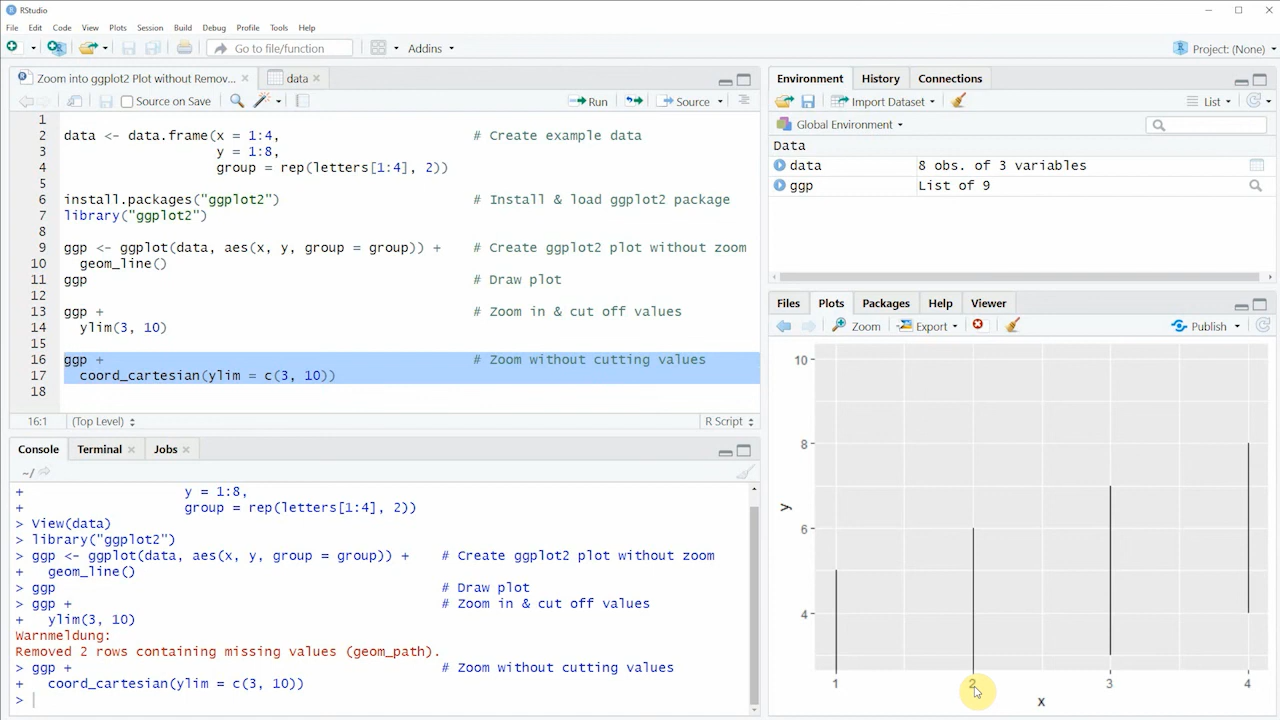 RStudio
File Edit Code View Plots Session Build Debug Profile Tools Help
Go to file/function Addins Project: (None)
Zoom into ggplot2 Plot without Remov... data
Source on Save Run Source
1
2 data <- data.frame(x = 1:4, # Create example data
3 y = 1:8,
4 group = rep(letters[1:4], 2))
5
6 install.packages("ggplot2") # Install & load ggplot2 package
7 library("ggplot2")
8
9 ggp <- ggplot(data, aes(x, y, group = group)) + # Create ggplot2 plot without zoom
10 geom_line()
11 ggp # Draw plot
12
13 ggp + # Zoom in & cut off values
14 ylim(3, 10)
15
16 ggp + # Zoom without cutting values
17 coord_cartesian(ylim = c(3, 10))
18
16:1 (Top Level) R Script
Console Terminal Jobs
~/
+ y = 1:8,
+ group = rep(letters[1:4], 2))
> View(data)
> library("ggplot2")
> ggp <- ggplot(data, aes(x, y, group = group)) + # Create ggplot2 plot without zoom
+ geom_line()
> ggp # Draw plot
> ggp + # Zoom in & cut off values
+ ylim(3, 10)
Warnmeldung:
Removed 2 rows containing missing values (geom_path).
> ggp + # Zoom without cutting values
+ coord_cartesian(ylim = c(3, 10))
>
Environment History Connections
Import Dataset List
Global Environment
Data
data 8 obs. of 3 variables
ggp List of 9
Files Plots Packages Help Viewer
Zoom Export Publish
10
8
y
6
4
1 2 3 4
x